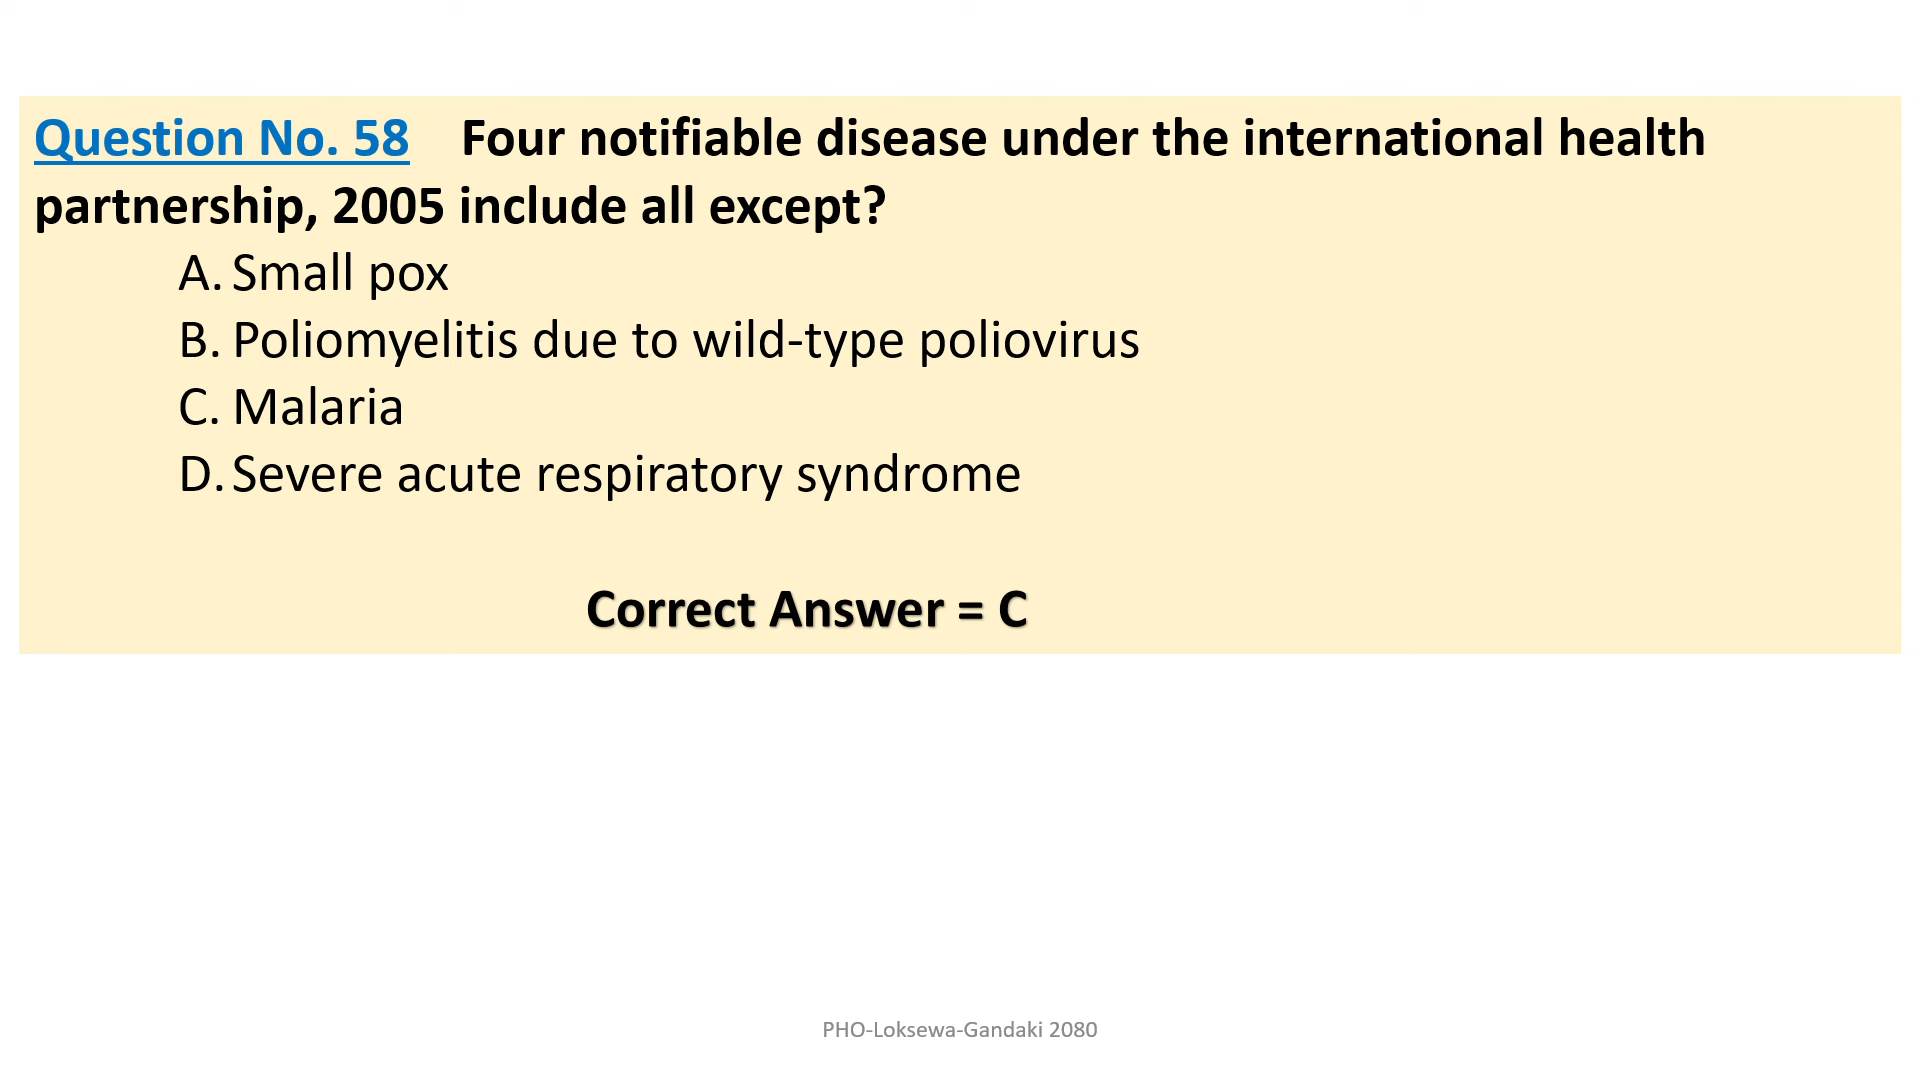 Question No. 58 Four notifiable disease under the international health
partnership, 2005 include all except?
A. Small pox
B. Poliomyelitis due to wild-type poliovirus
C. Malaria
D. Severe acute respiratory syndrome
Correct Answer = C
PHO-Loksewa-Gandaki 2080